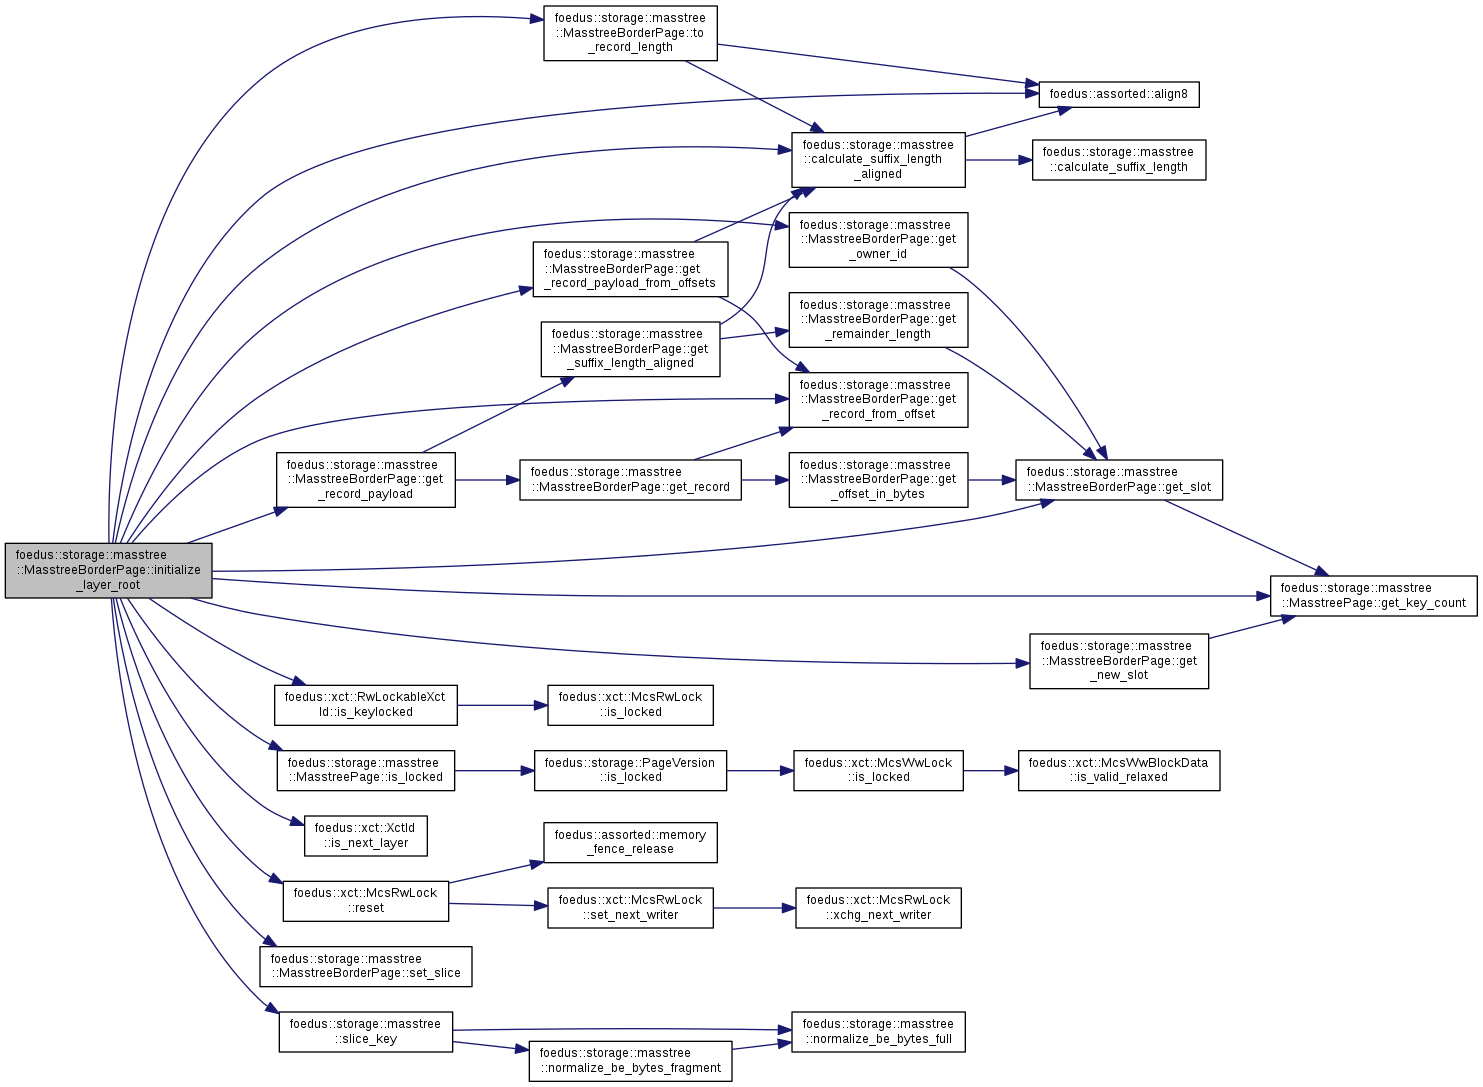 foedus::storage::masstree
::MasstreeBorderPage::to
_record_length
foedus::assorted::align8
foedus::storage::masstree
::calculate_suffix_length
_aligned
foedus::storage::masstree
::calculate_suffix_length
foedus::storage::masstree
::MasstreeBorderPage::get
_owner_id
foedus::storage::masstree
::MasstreeBorderPage::get
_record_payload_from_offsets
foedus::storage::masstree
::MasstreeBorderPage::get
_remainder_length
foedus::storage::masstree
::MasstreeBorderPage::get
_suffix_length_aligned
foedus::storage::masstree
::MasstreeBorderPage::get
_record_from_offset
foedus::storage::masstree
::MasstreeBorderPage::get
_record_payload
foedus::storage::masstree
::MasstreeBorderPage::get_record
foedus::storage::masstree
::MasstreeBorderPage::get
_offset_in_bytes
foedus::storage::masstree
::MasstreeBorderPage::get_slot
foedus::storage::masstree
::MasstreeBorderPage::initialize
_layer_root
foedus::storage::masstree
::MasstreePage::get_key_count
foedus::storage::masstree
::MasstreeBorderPage::get
_new_slot
foedus::xct::RwLockableXct
Id::is_keylocked
foedus::xct::McsRwLock
::is_locked
foedus::storage::masstree
::MasstreePage::is_locked
foedus::storage::PageVersion
::is_locked
foedus::xct::McsWwLock
::is_locked
foedus::xct::McsWwBlockData
::is_valid_relaxed
foedus::xct::XctId
::is_next_layer
foedus::assorted::memory
_fence_release
foedus::xct::McsRwLock
::reset
foedus::xct::McsRwLock
::set_next_writer
foedus::xct::McsRwLock
::xchg_next_writer
foedus::storage::masstree
::MasstreeBorderPage::set_slice
foedus::storage::masstree
::slice_key
foedus::storage::masstree
::normalize_be_bytes_full
foedus::storage::masstree
::normalize_be_bytes_fragment